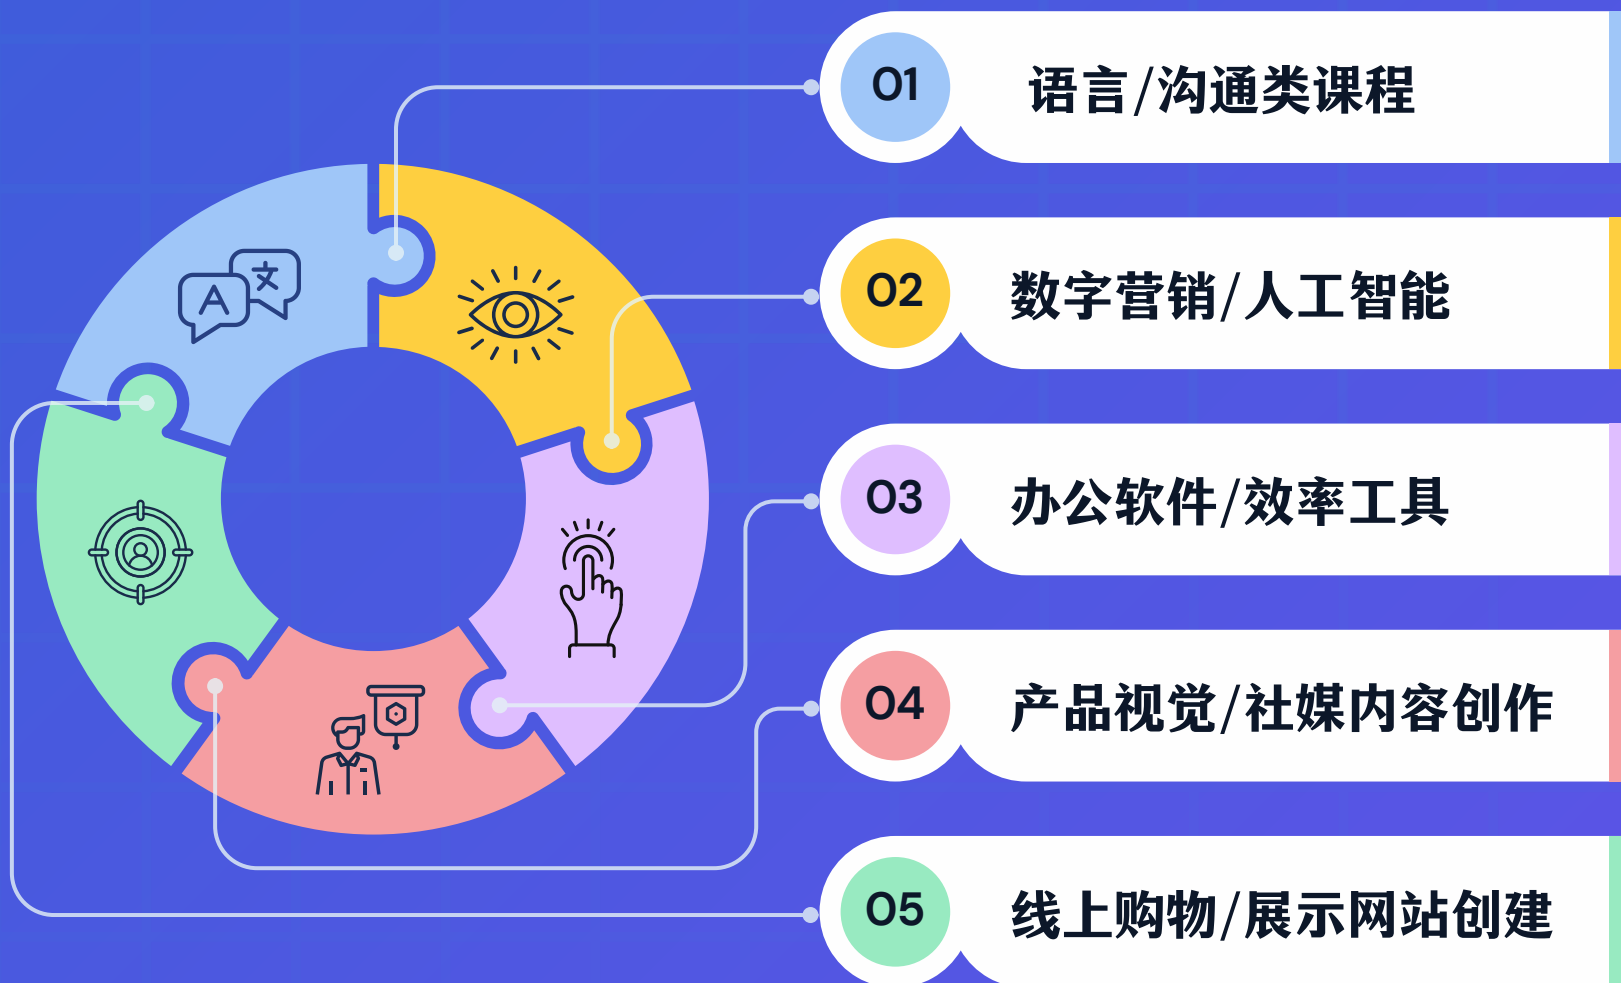 01
语言/沟通类课程
A
文
02
数字营销/人工智能
03
办公软件/效率工具
04
产品视觉/社媒内容创作
05
线上购物/展示网站创建